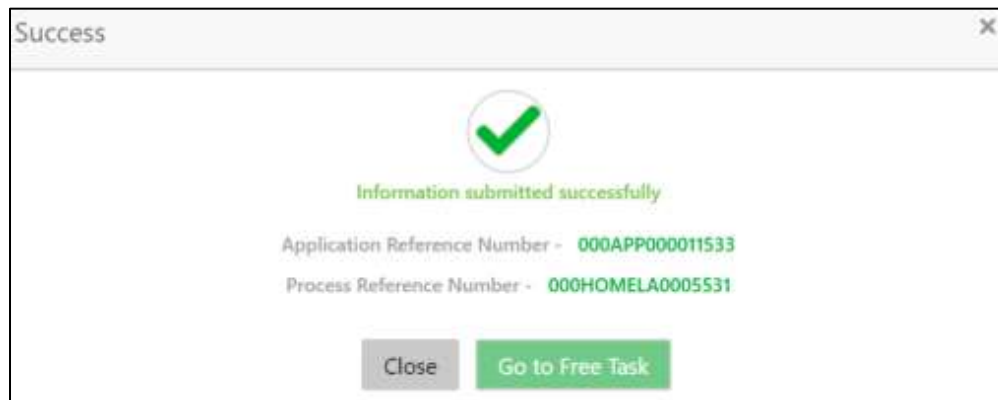 Success
Information submitted successfully
Application Reference Number - 000APP000011533
Process Reference Number - 000HOMELA0005531
Close Go to Free Task